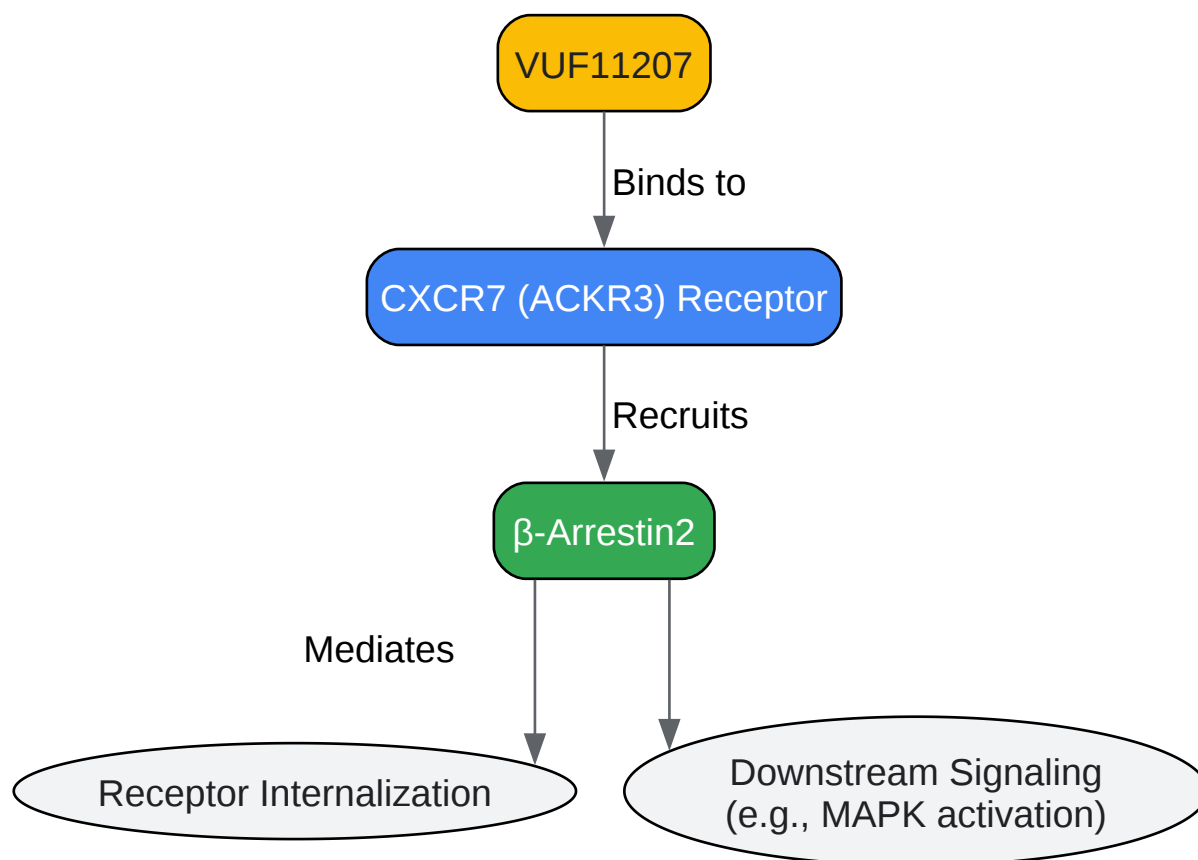 VUF11207
Binds to
CXCR7 (ACKR3) Receptor
Recruits
β-Arrestin2
Mediates
Receptor Internalization
Downstream Signaling
(e.g., MAPK activation)